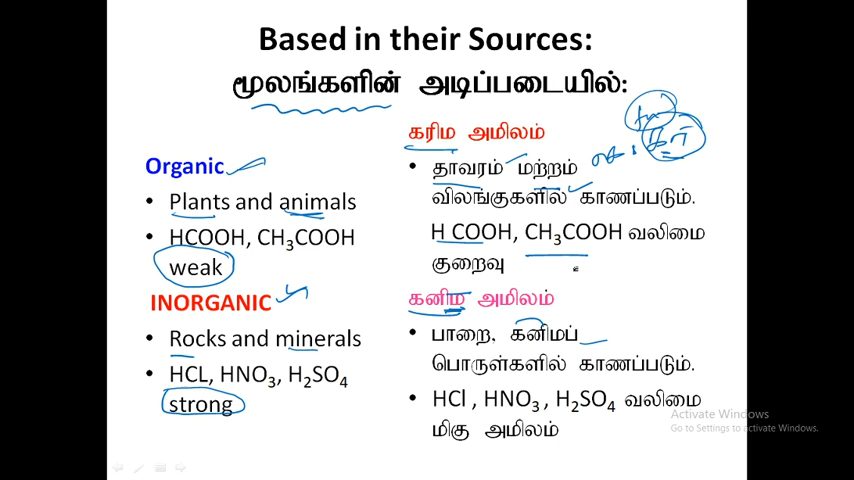 Based in their Sources:
மூலங்களின் அடிப்படையில்:
Organic
• Plants and animals
• HCOOH, CH₃COOH
weak
INORGANIC
• Rocks and minerals
• HCL, HNO₃, H₂SO₄
strong
கரிம அமிலம்
• தாவரம் மற்றம்
விலங்குகளில் காணப்படும்.
H COOH, CH₃COOH வலிமை
குறைவு
கனிம அமிலம்
• பாறை, கனிமப்
பொருள்களில் காணப்படும்.
• HCl , HNO₃ , H₂SO₄ வலிமை
மிகு அமிலம்
Activate Windows
Go to Settings to activate Windows.